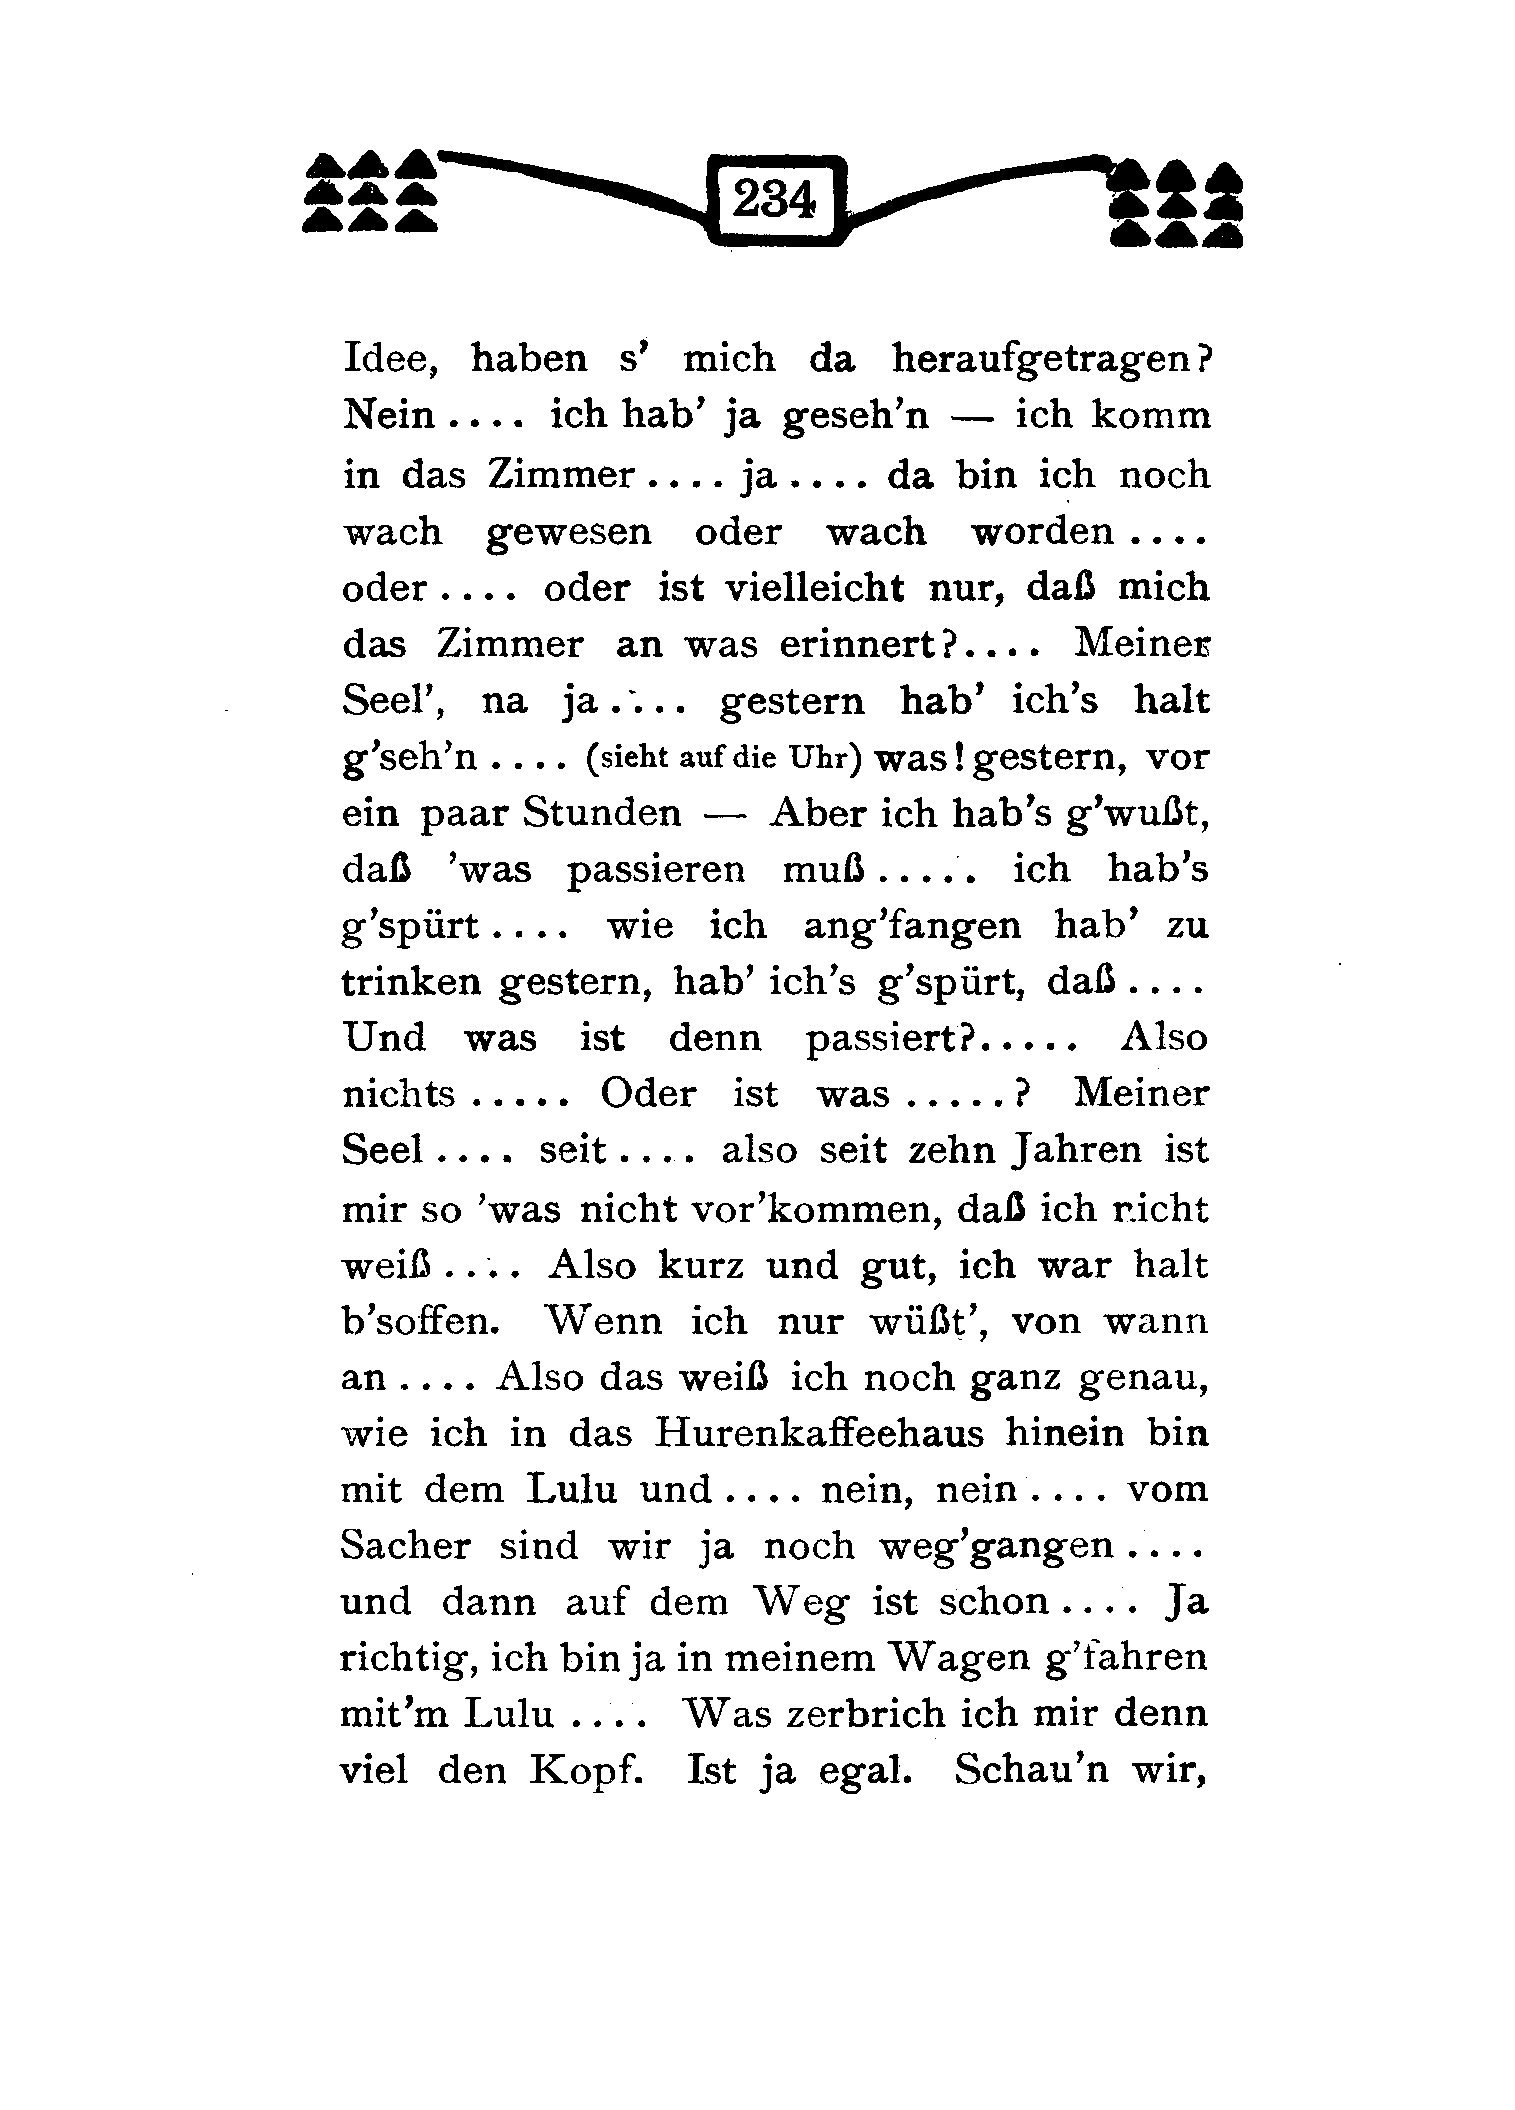 234
Idee, haben s' mich da heraufgetragen?
Nein .... ich hab' ja geseh'n — ich komm
in das Zimmer .... ja .... da bin ich noch
wach gewesen oder wach worden ....
oder .... oder ist vielleicht nur, daß mich
das Zimmer an was erinnert?.... Meiner
Seel', na ja .... gestern hab' ich's halt
g'seh'n .... (sieht auf die Uhr) was! gestern, vor
ein paar Stunden — Aber ich hab's g'wußt,
daß 'was passieren muß ..... ich hab's
g'spürt .... wie ich ang'fangen hab' zu
trinken gestern, hab' ich's g'spürt, daß ....
Und was ist denn passiert?..... Also
nichts ..... Oder ist was .....? Meiner
Seel .... seit .... also seit zehn Jahren ist
mir so 'was nicht vor'kommen, daß ich nicht
weiß .... Also kurz und gut, ich war halt
b'soffen. Wenn ich nur wüßt', von wann
an .... Also das weiß ich noch ganz genau,
wie ich in das Hurenkaffeehaus hinein bin
mit dem Lulu und .... nein, nein .... vom
Sacher sind wir ja noch weg'gangen ....
und dann auf dem Weg ist schon .... Ja
richtig, ich bin ja in meinem Wagen g'fahren
mit'm Lulu .... Was zerbrich ich mir denn
viel den Kopf. Ist ja egal. Schau'n wir,